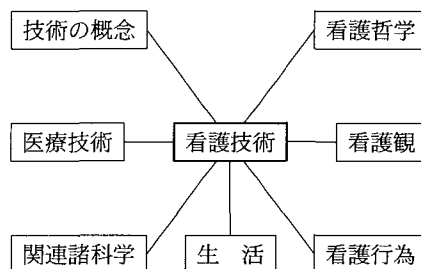 技術の概念
看護哲学
医療技術
看護技術
看護観
関連諸科学
生　活
看護行為